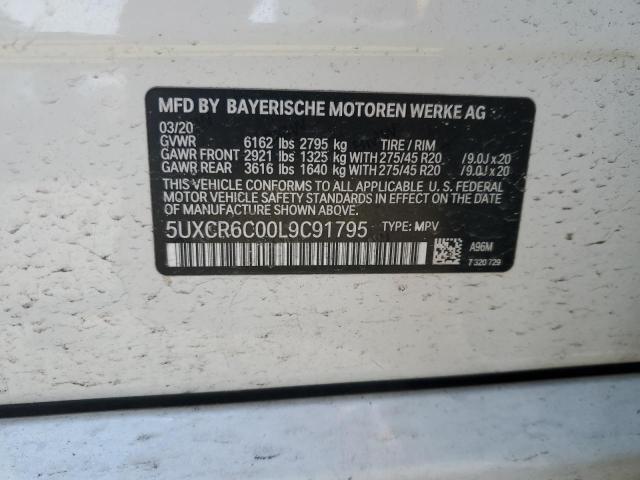 MFD BY BAYERISCHE MOTOREN WERKE AG
03/20
GVWR 6162 lbs 2795 kg TIRE / RIM
GAWR FRONT 2921 lbs 1325 kg WITH 275/45 R20 / 9.0J x 20
GAWR REAR 3616 lbs 1640 kg WITH 275/45 R20 / 9.0J x 20
THIS VEHICLE CONFORMS TO ALL APPLICABLE U. S. FEDERAL
MOTOR VEHICLE SAFETY STANDARDS IN EFFECT ON THE
DATE OF MANUFACTURE SHOWN ABOVE.
5UXCR6C00L9C91795 TYPE: MPV
A96M
7 320 729